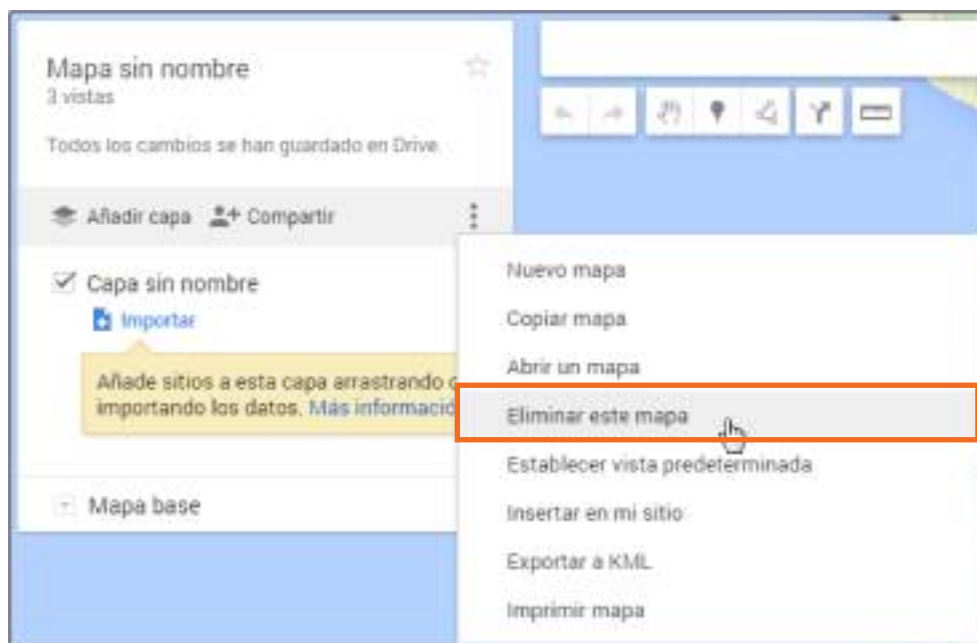 Mapa sin nombre
3 vistas
Todos los cambios se han guardado en Drive.
Añadir capa Compartir
Capa sin nombre
Importar
Añade sitios a esta capa arrastrando o
importando los datos. Más informació
Mapa base
Nuevo mapa
Copiar mapa
Abrir un mapa
Eliminar este mapa
Establecer vista predeterminada
Insertar en mi sitio
Exportar a KML
Imprimir mapa